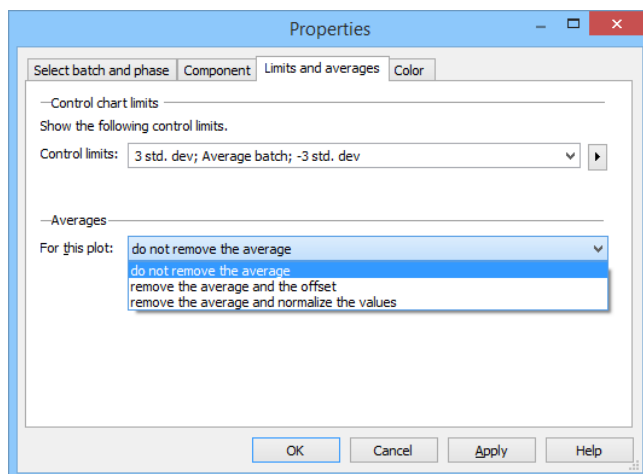 Properties
Select batch and phase Component Limits and averages Color
Control chart limits
Show the following control limits.
Control limits: 3 std. dev; Average batch; -3 std. dev
Averages
For this plot: do not remove the average
do not remove the average
remove the average and the offset
remove the average and normalize the values
OK Cancel Apply Help